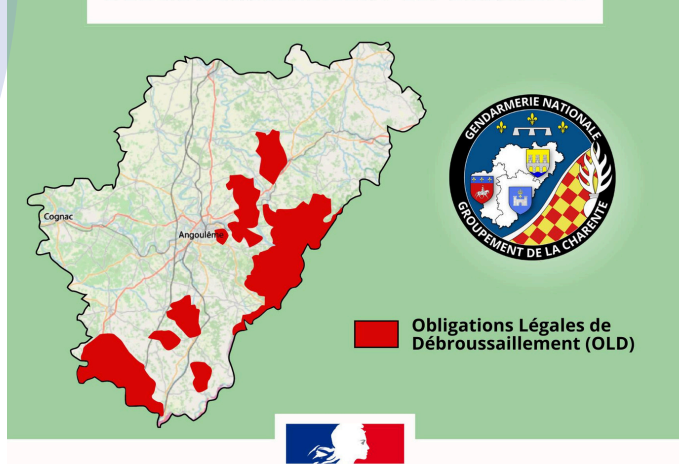 GENDARMERIE NATIONALE
GROUPEMENT DE LA CHARENTE
Cognac
Angoulême
Obligations Légales de
Débroussaillement (OLD)